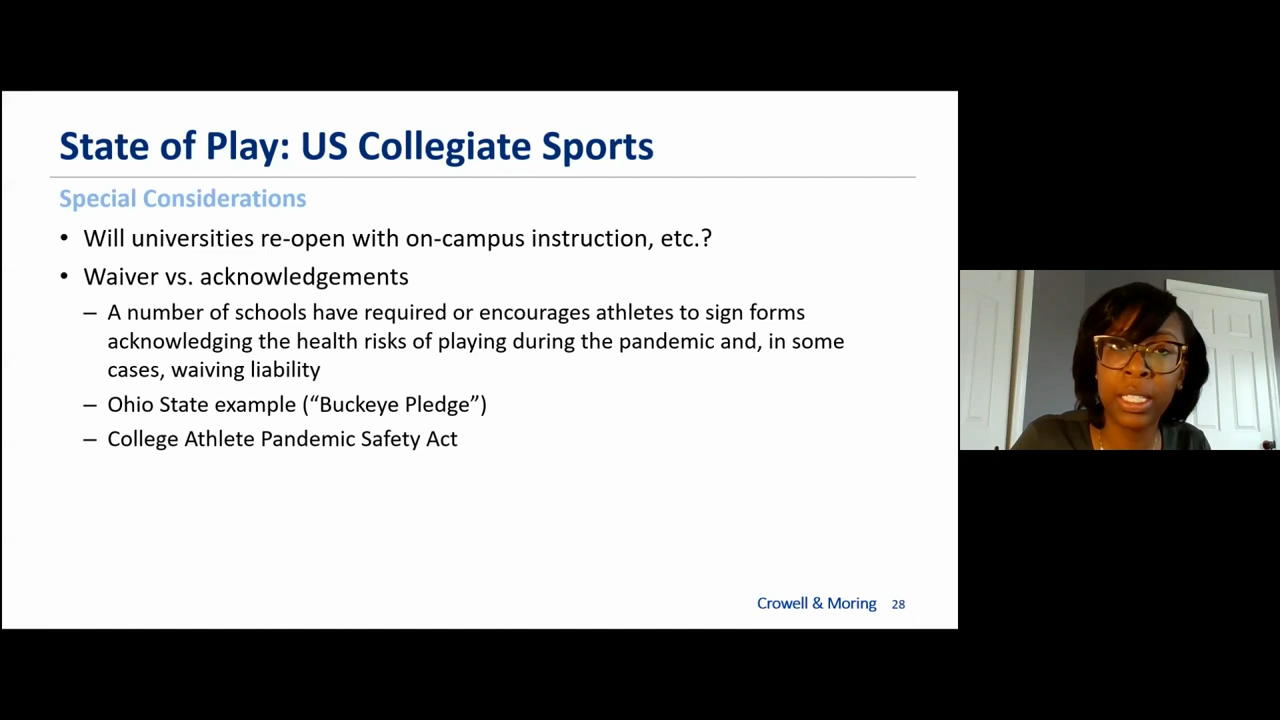 State of Play: US Collegiate Sports
Special Considerations
• Will universities re-open with on-campus instruction, etc.?
• Waiver vs. acknowledgements
– A number of schools have required or encourages athletes to sign forms
acknowledging the health risks of playing during the pandemic and, in some
cases, waiving liability
– Ohio State example (“Buckeye Pledge”)
– College Athlete Pandemic Safety Act
Crowell & Moring 28